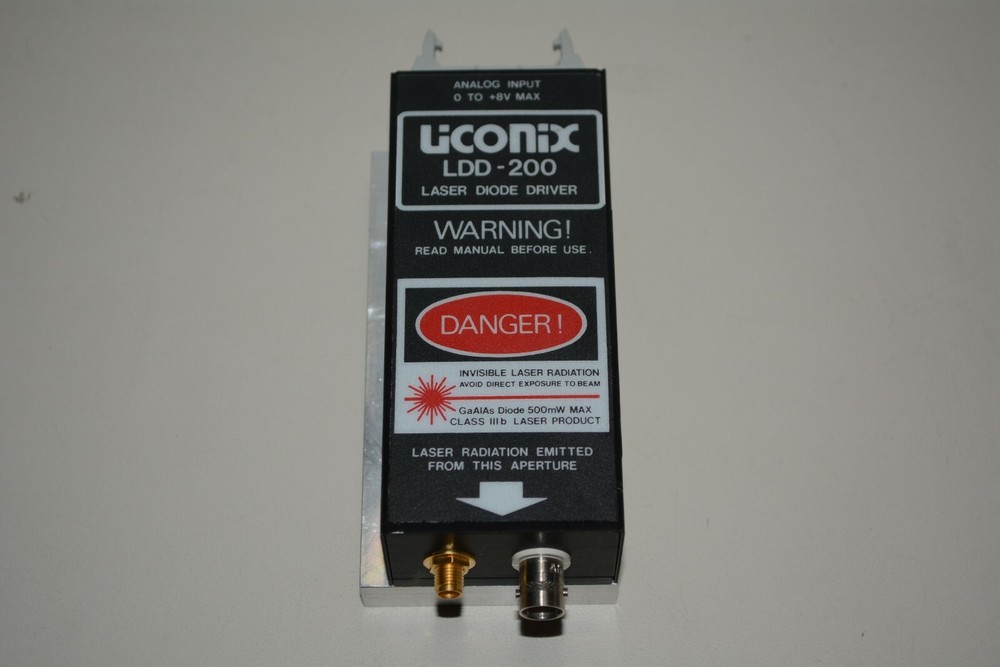 ANALOG INPUT
0 TO +8V MAX
Liconix
LDD-200
LASER DIODE DRIVER
WARNING!
READ MANUAL BEFORE USE.
DANGER!
INVISIBLE LASER RADIATION
AVOID DIRECT EXPOSURE TO BEAM
GaAlAs Diode 500mW MAX
CLASS IIIb LASER PRODUCT
LASER RADIATION EMITTED
FROM THIS APERTURE